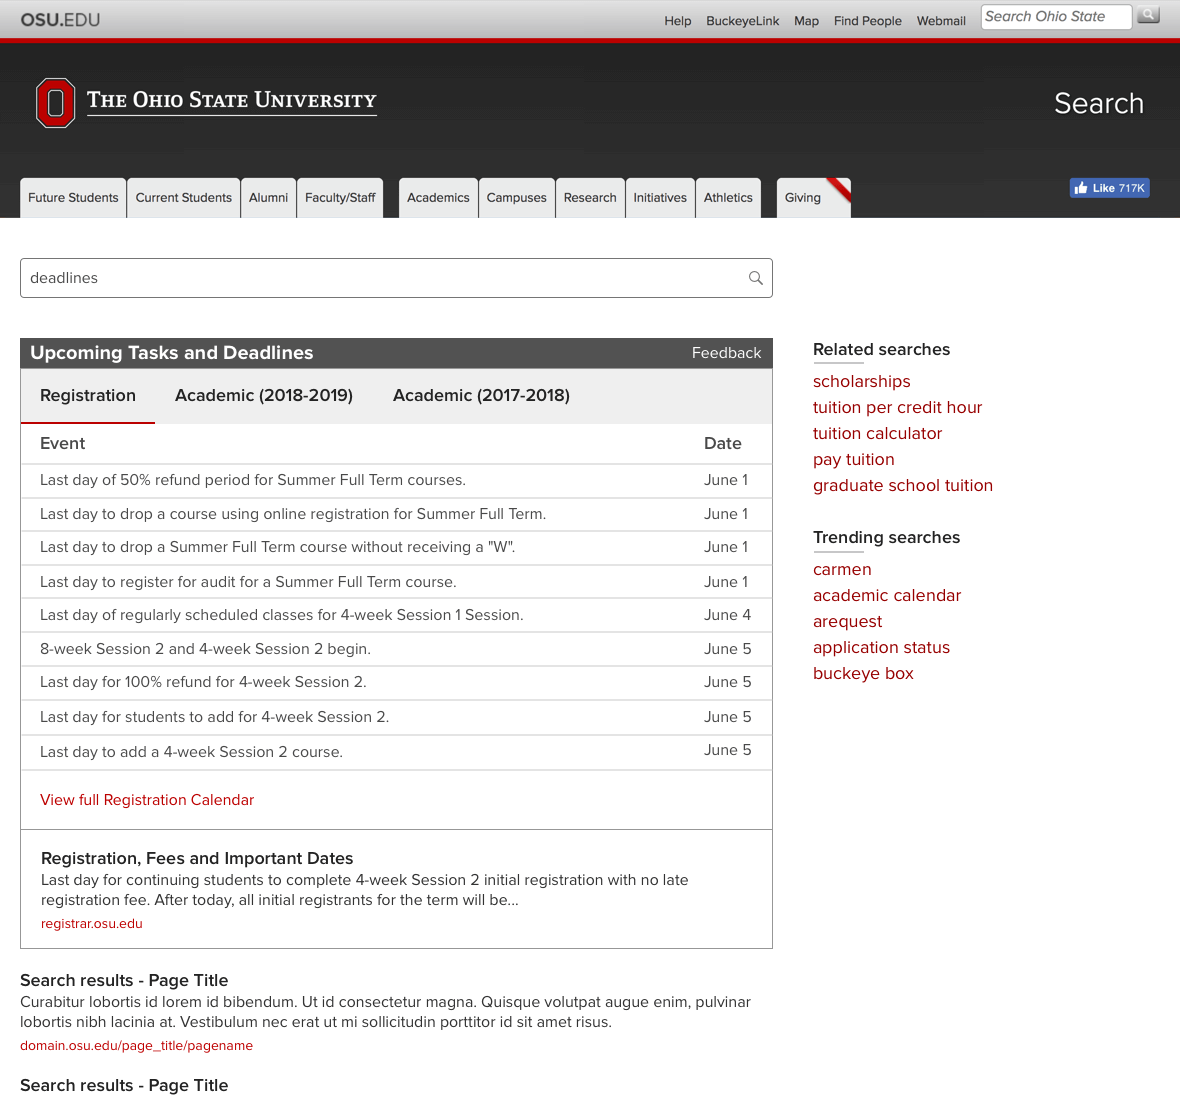 OSU.EDU
Help BuckeyeLink Map Find People Webmail Search Ohio State
THE OHIO STATE UNIVERSITY
Search
Future Students Current Students Alumni Faculty/Staff Academics Campuses Research Initiatives Athletics Giving
Like 717K
deadlines
Upcoming Tasks and Deadlines Feedback
Registration Academic (2018-2019) Academic (2017-2018)
Event Date
Last day of 50% refund period for Summer Full Term courses. June 1
Last day to drop a course using online registration for Summer Full Term. June 1
Last day to drop a Summer Full Term course without receiving a "W". June 1
Last day to register for audit for a Summer Full Term course. June 1
Last day of regularly scheduled classes for 4-week Session 1 Session. June 4
8-week Session 2 and 4-week Session 2 begin. June 5
Last day for 100% refund for 4-week Session 2. June 5
Last day for students to add for 4-week Session 2. June 5
Last day to add a 4-week Session 2 course. June 5
View full Registration Calendar
Registration, Fees and Important Dates
Last day for continuing students to complete 4-week Session 2 initial registration with no late
registration fee. After today, all initial registrants for the term will be...
registrar.osu.edu
Search results - Page Title
Curabitur lobortis id lorem id bibendum. Ut id consectetur magna. Quisque volutpat augue enim, pulvinar
lobortis nibh lacinia at. Vestibulum nec erat ut mi sollicitudin porttitor id sit amet risus.
domain.osu.edu/page_title/pagename
Search results - Page Title
Related searches
scholarships
tuition per credit hour
tuition calculator
pay tuition
graduate school tuition
Trending searches
carmen
academic calendar
arequest
application status
buckeye box